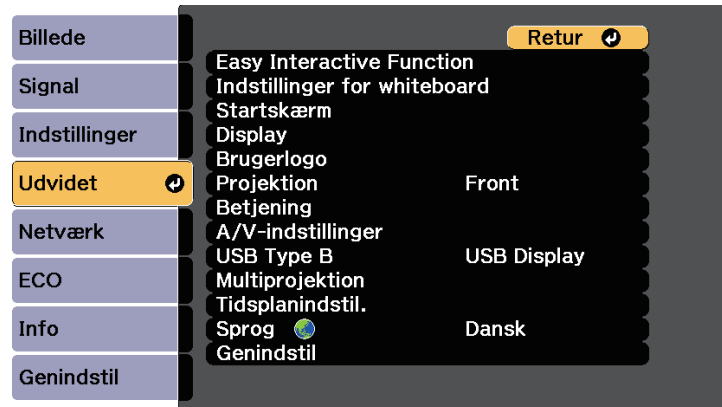 Billede
Signal
Indstillinger
Udvidet
Netværk
ECO
Info
Genindstil
Retur
Easy Interactive Function
Indstillinger for whiteboard
Startskærm
Display
Brugerlogo
Projektion Front
Betjening
A/V-indstillinger
USB Type B USB Display
Multiprojektion
Tidsplanindstil.
Sprog Dansk
Genindstil